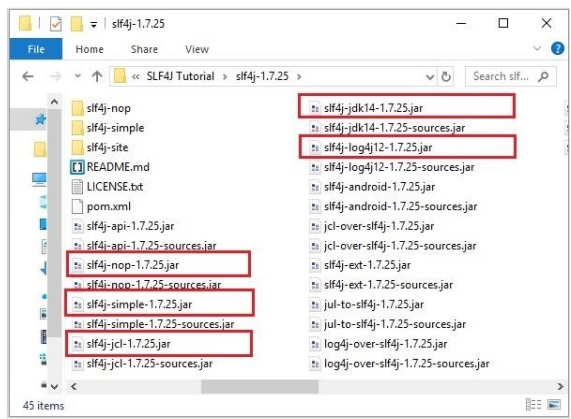 slf4j-1.7.25
File Home Share View
« SLF4J Tutorial › slf4j-1.7.25 ›
Search slf...
slf4j-nop
slf4j-simple
slf4j-site
README.md
LICENSE.txt
pom.xml
slf4j-api-1.7.25.jar
slf4j-api-1.7.25-sources.jar
slf4j-nop-1.7.25.jar
slf4j-nop-1.7.25-sources.jar
slf4j-simple-1.7.25.jar
slf4j-simple-1.7.25-sources.jar
slf4j-jcl-1.7.25.jar
slf4j-jcl-1.7.25-sources.jar
slf4j-jdk14-1.7.25.jar
slf4j-jdk14-1.7.25-sources.jar
slf4j-log4j12-1.7.25.jar
slf4j-log4j12-1.7.25-sources.jar
slf4j-android-1.7.25.jar
slf4j-android-1.7.25-sources.jar
jcl-over-slf4j-1.7.25.jar
jcl-over-slf4j-1.7.25-sources.jar
slf4j-ext-1.7.25.jar
slf4j-ext-1.7.25-sources.jar
jul-to-slf4j-1.7.25.jar
jul-to-slf4j-1.7.25-sources.jar
log4j-over-slf4j-1.7.25.jar
log4j-over-slf4j-1.7.25-sources.jar
45 items